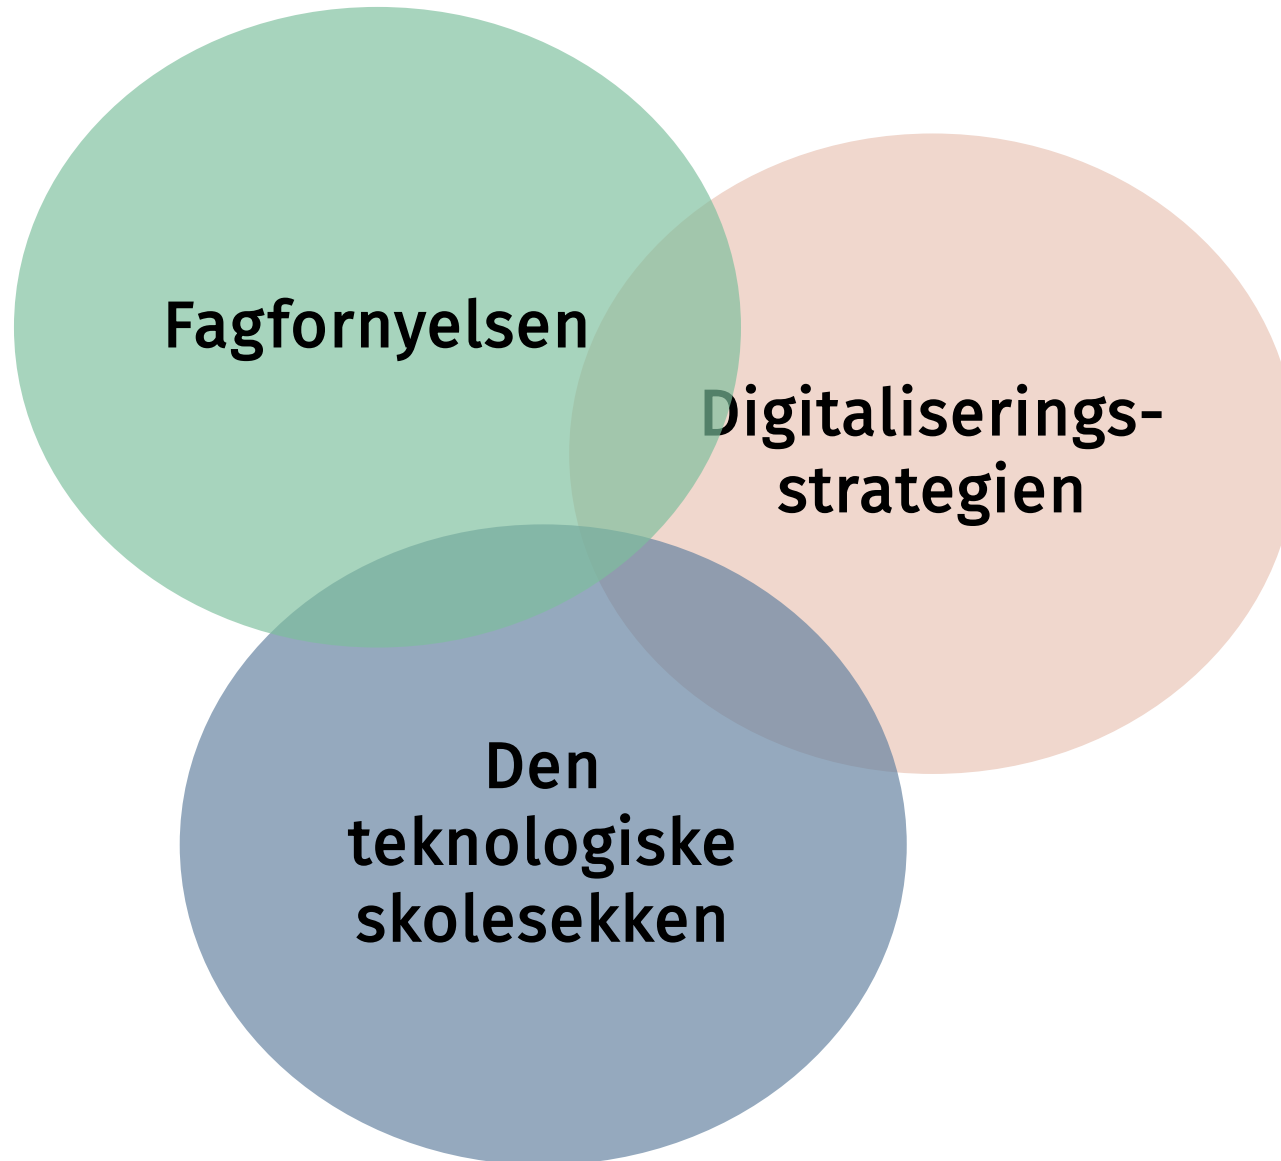 Fagfornyelsen
Digitaliserings-
strategien
Den
teknologiske
skolesekken